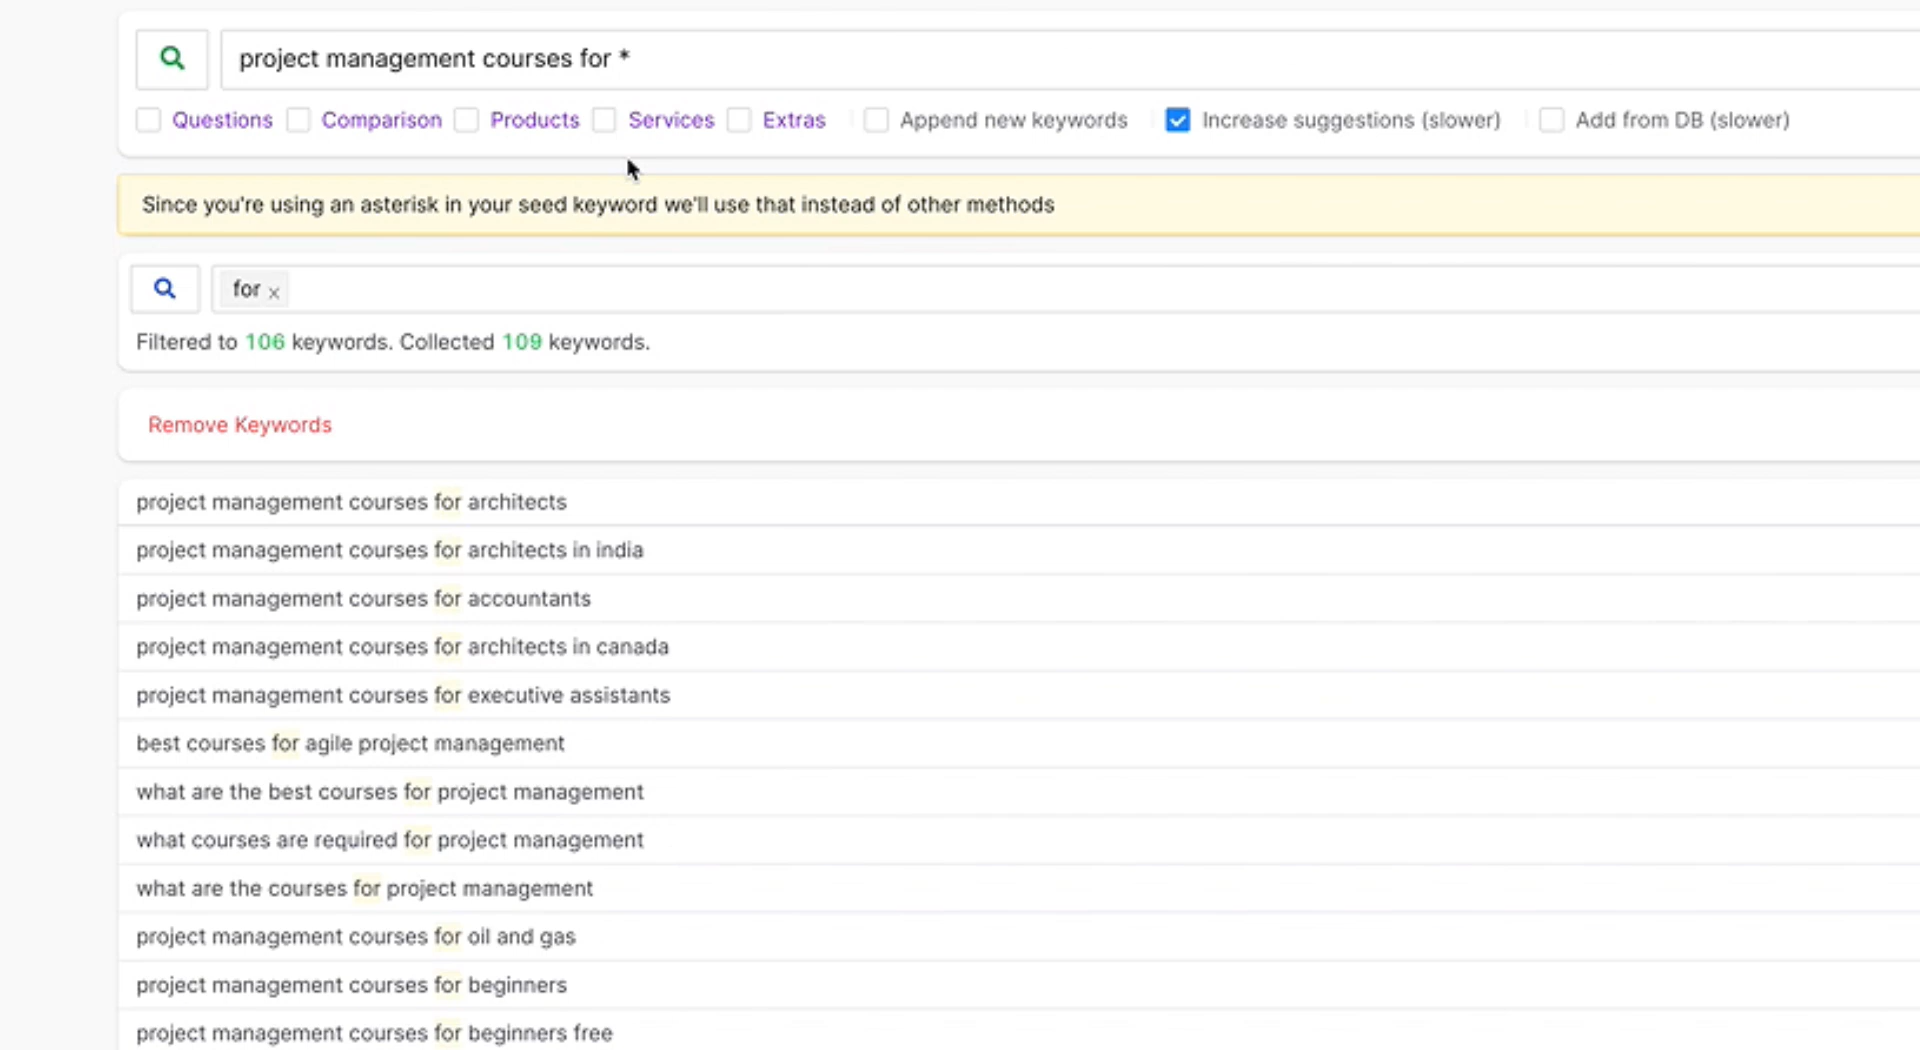 project management courses for *
Questions Comparison Products Services Extras Append new keywords Increase suggestions (slower) Add from DB (slower)
Since you're using an asterisk in your seed keyword we'll use that instead of other methods
for x
Filtered to 106 keywords. Collected 109 keywords.
Remove Keywords
project management courses for architects
project management courses for architects in india
project management courses for accountants
project management courses for architects in canada
project management courses for executive assistants
best courses for agile project management
what are the best courses for project management
what courses are required for project management
what are the courses for project management
project management courses for oil and gas
project management courses for beginners
project management courses for beginners free